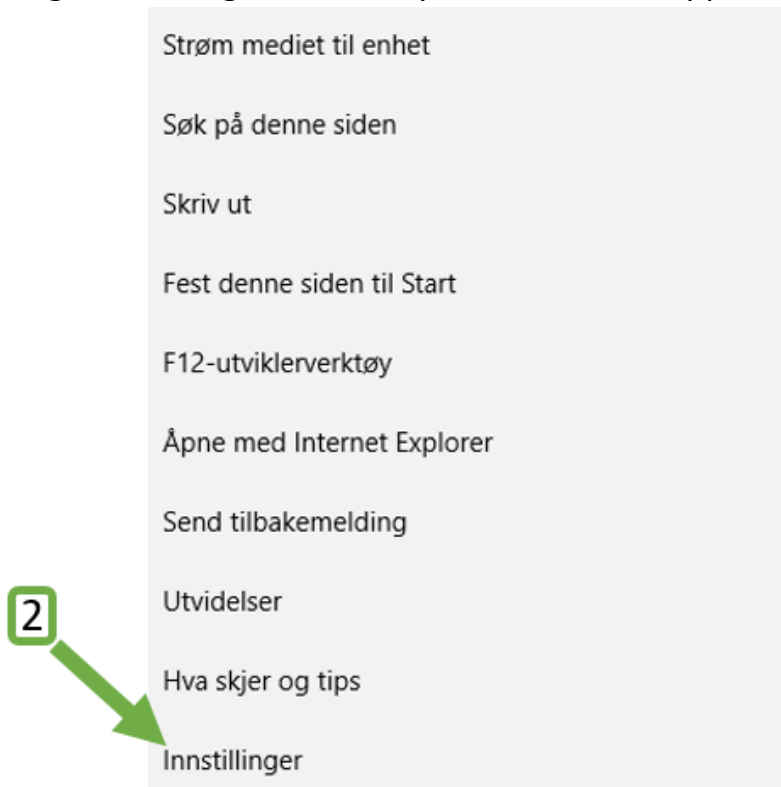 Strøm mediet til enhet
Søk på denne siden
Skriv ut
Fest denne siden til Start
F12-utviklerverktøy
Åpne med Internet Explorer
Send tilbakemelding
Utvidelser
2
Hva skjer og tips
Innstillinger